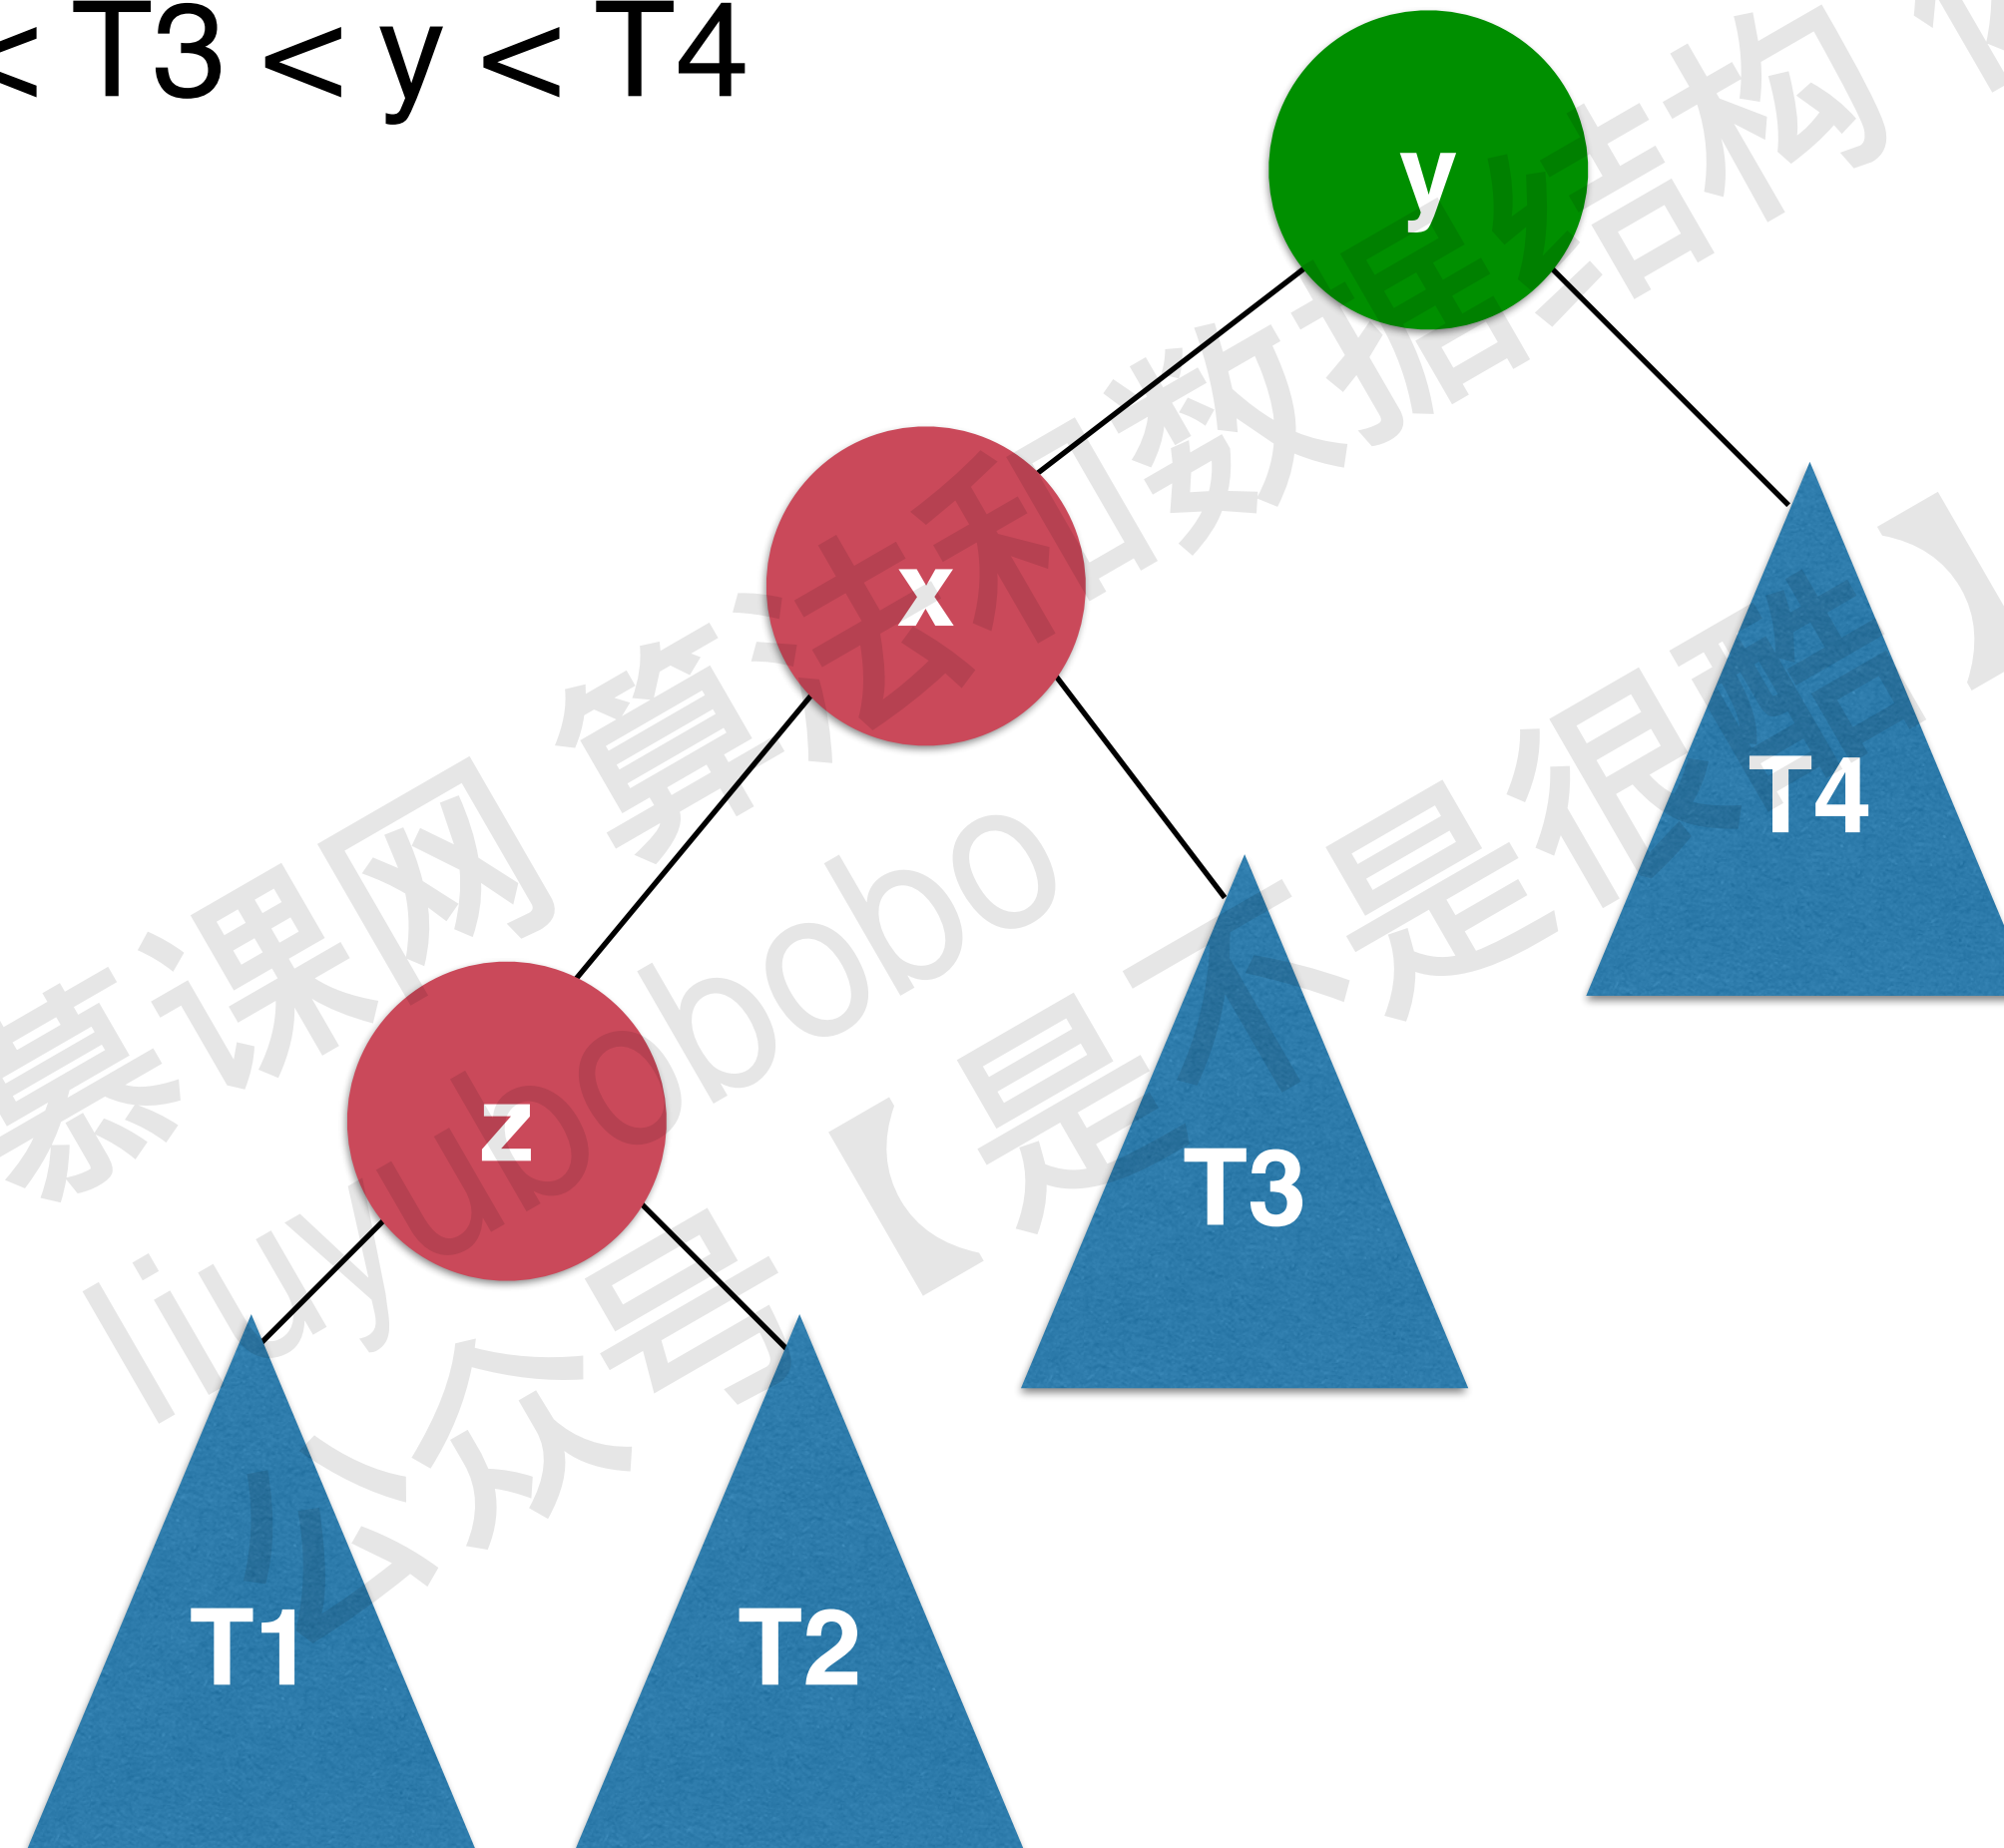 < T3 < y < T4
y
x
T4
z
T3
T1
T2
慕课网 算法和数据结构
liuyubobobo
公众号【是不是很酷】